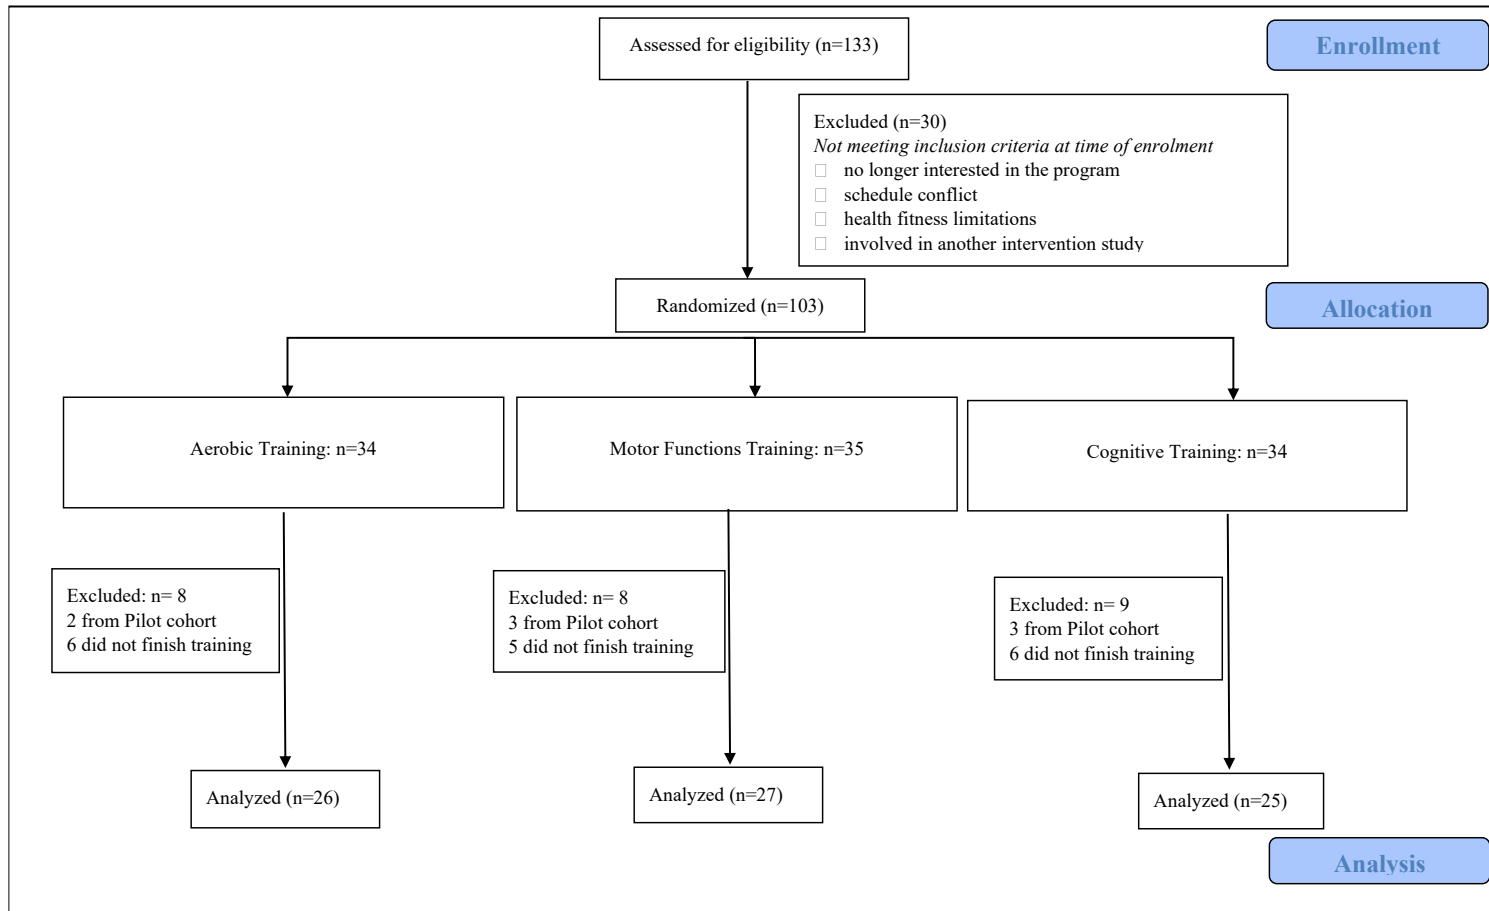 Assessed for eligibility (n=133)
Enrollment
Excluded (n=30)
Not meeting inclusion criteria at time of enrolment
no longer interested in the program
schedule conflict
health fitness limitations
involved in another intervention study
Randomized (n=103)
Allocation
Aerobic Training: n=34
Motor Functions Training: n=35
Cognitive Training: n=34
Excluded: n= 8
2 from Pilot cohort
6 did not finish training
Excluded: n= 8
3 from Pilot cohort
5 did not finish training
Excluded: n= 9
3 from Pilot cohort
6 did not finish training
Analyzed (n=26)
Analyzed (n=27)
Analyzed (n=25)
Analysis